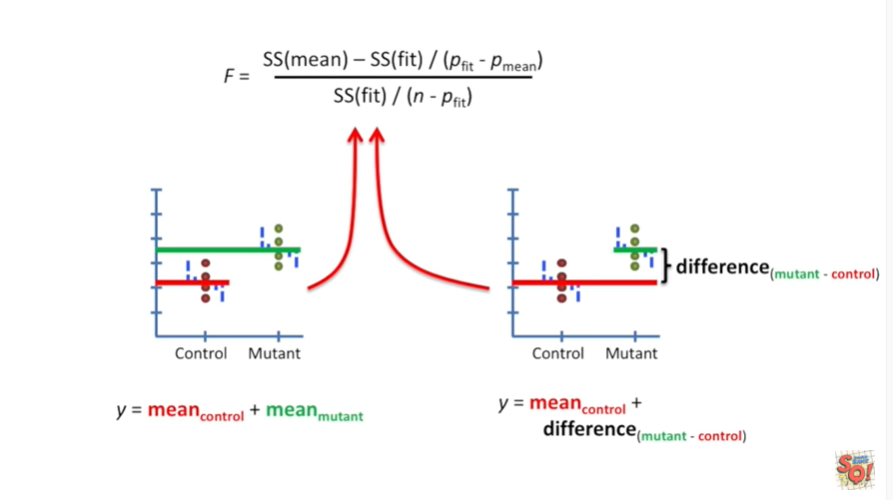 F = SS(mean) – SS(fit) / (pfit - pmean)
SS(fit) / (n - pfit)
difference(mutant - control)
Control Mutant
Control Mutant
y = meancontrol + meanmutant
y = meancontrol +
difference(mutant - control)
SQ!